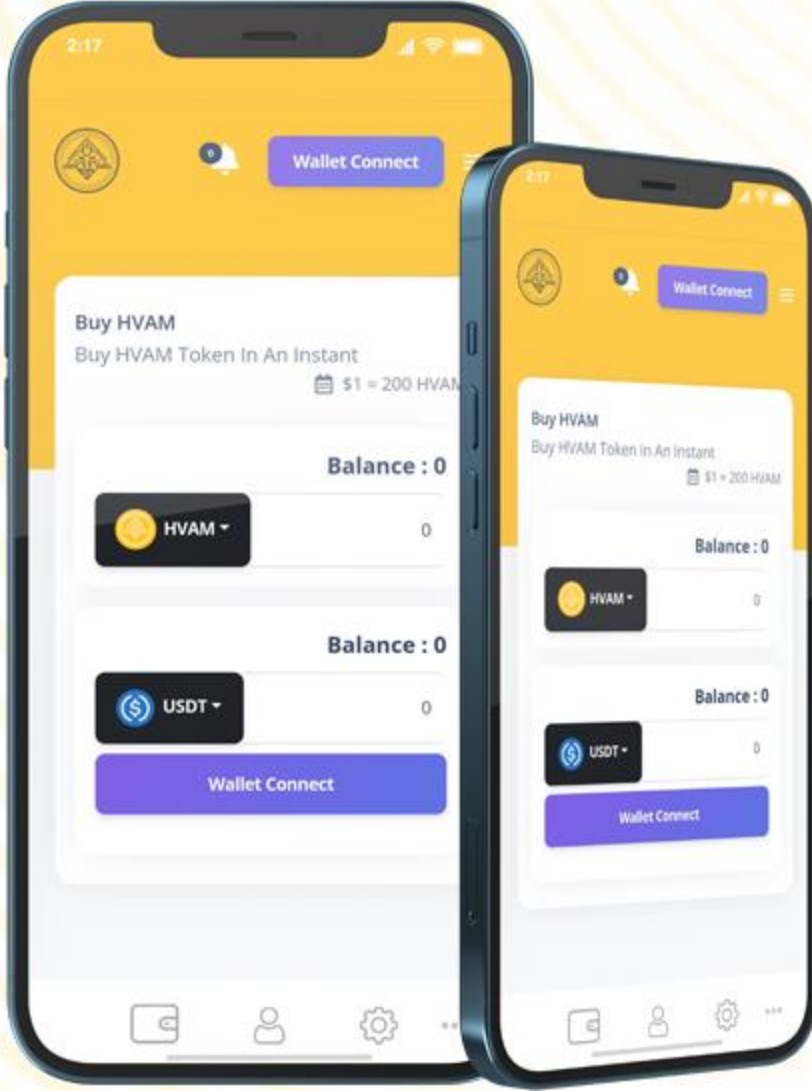 2:17
0
Wallet Connect
Buy HVAM
Buy HVAM Token In An Instant
$1 = 200 HVAM
Balance : 0
HVAM
0
Balance : 0
USDT
0
Wallet Connect
2:17
0
Wallet Connect
Buy HVAM
Buy HVAM Token In An Instant
$1 = 200 HVAM
Balance : 0
HVAM
0
Balance : 0
USDT
0
Wallet Connect